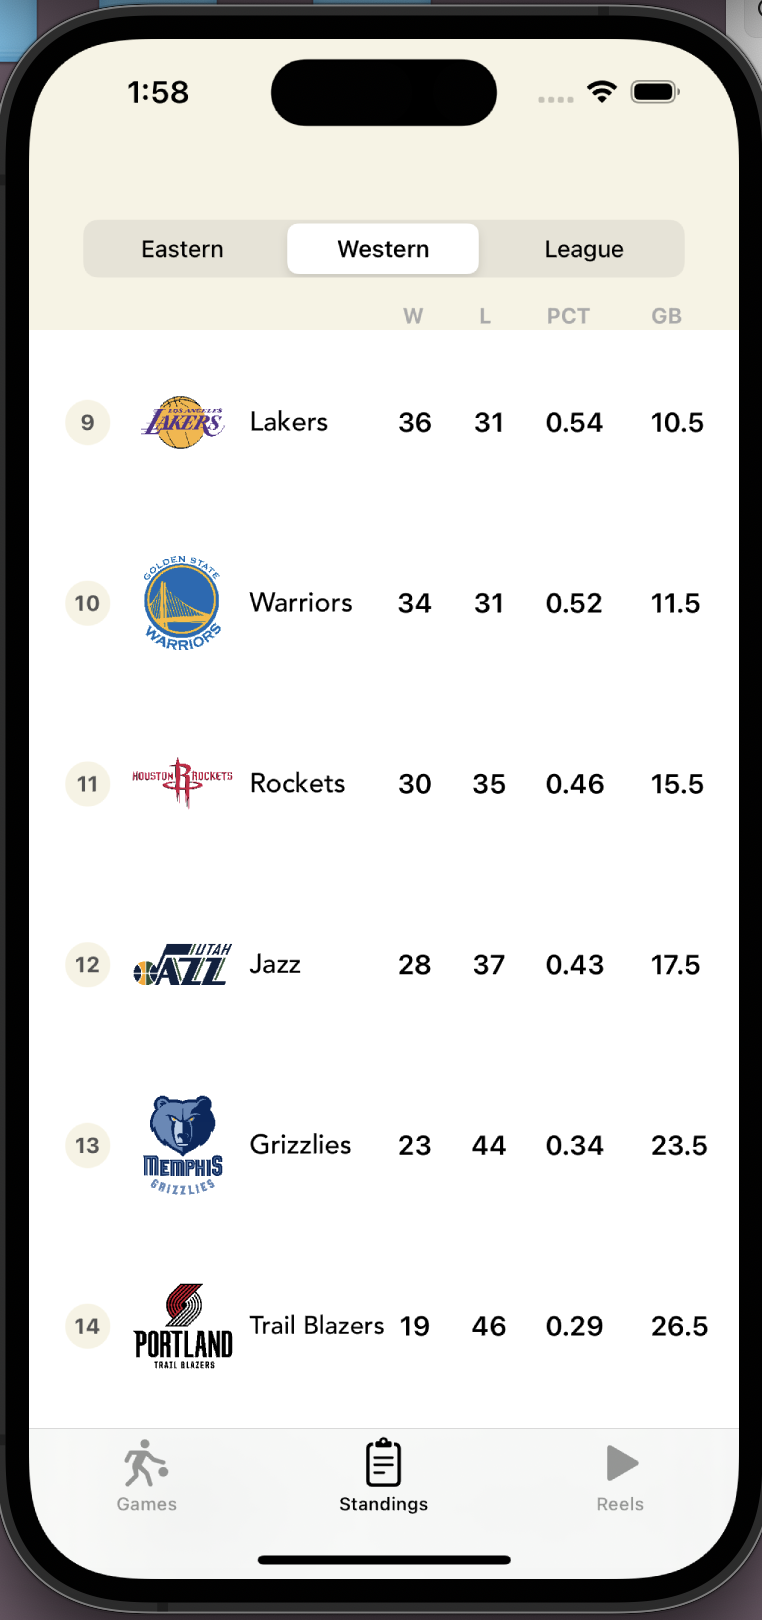 1:58
Eastern Western League
W L PCT GB
9 LOS ANGELES LAKERS Lakers 36 31 0.54 10.5
GOLDEN STATE
10 Warriors 34 31 0.52 11.5
WARRIORS
11 HOUSTON R ROCKETS Rockets 30 35 0.46 15.5
UTAH
12 JAZZ Jazz 28 37 0.43 17.5
13 Grizzlies 23 44 0.34 23.5
MEMPHIS
GRIZZLIES
14 Trail Blazers 19 46 0.29 26.5
PORTLAND
TRAIL BLAZERS
Games Standings Reels